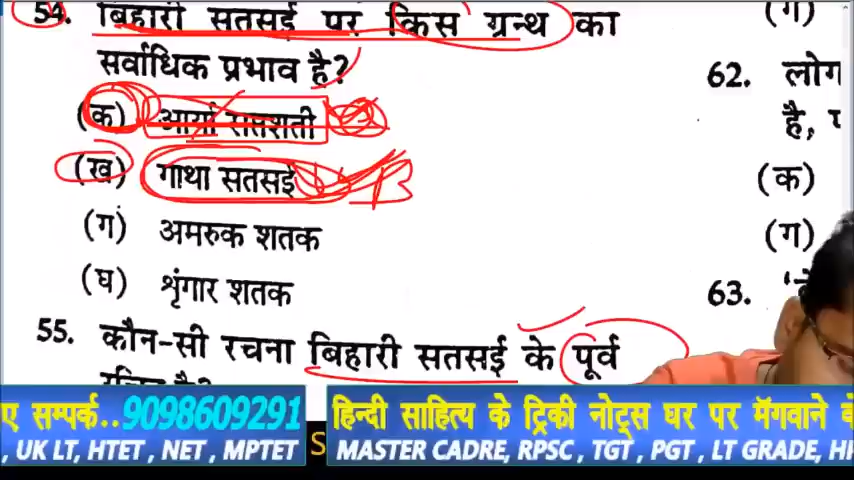 54. बिहारी सतसई पर किस ग्रन्थ का
सर्वाधिक प्रभाव है?
(क) आर्या सप्तशती
(ख) गाथा सतसई
(ग) अमरुक शतक
(घ) शृंगार शतक
55. कौन-सी रचना बिहारी सतसई के पूर्व
(ग)
62. लोग
है, प
(क)
(ग)
63.
ए सम्पर्क..9098609291
, UK LT, HTET , NET , MPTET
S
हिन्दी साहित्य के ट्रिकी नोट्स घर पर मॅगवाने के
MASTER CADRE, RPSC , TGT , PGT , LT GRADE, HP